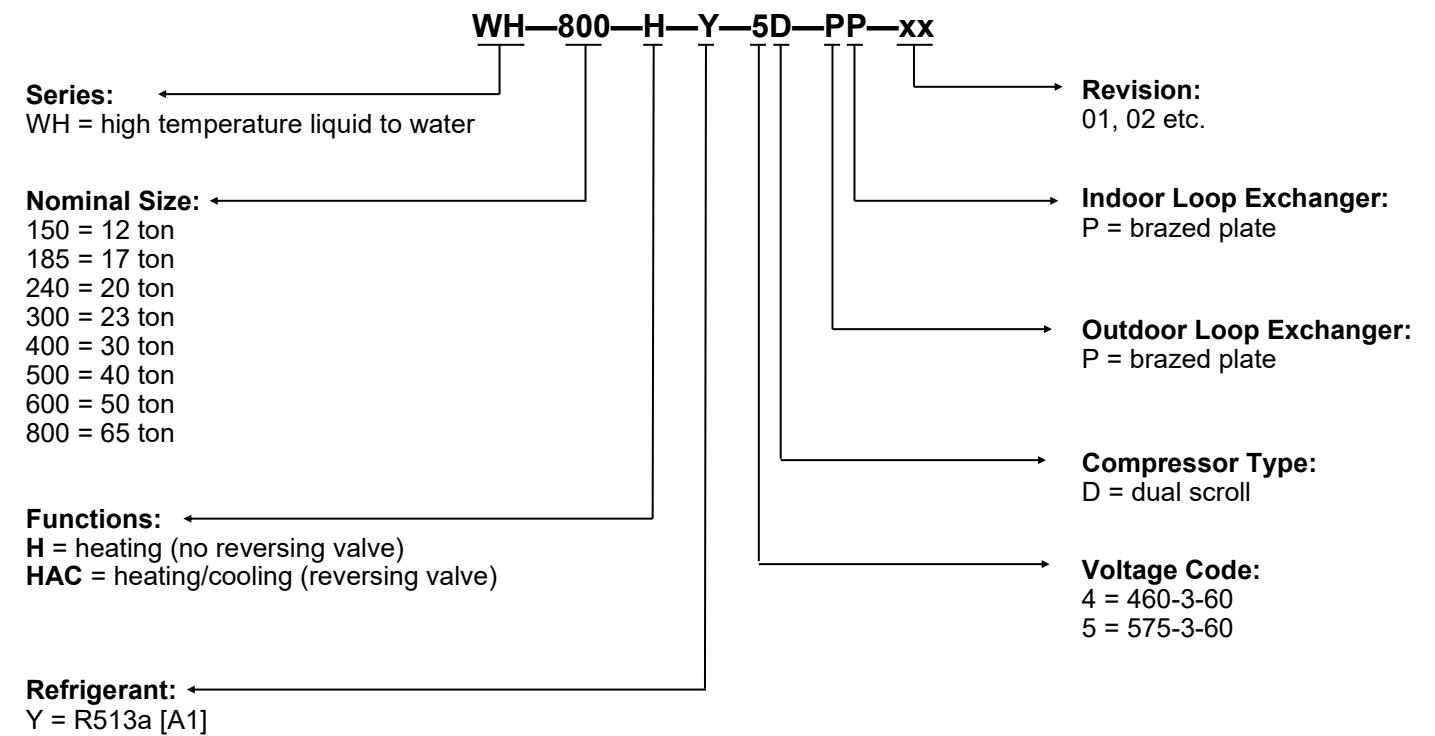 WH—800—H—Y—5D—PP—xx
Series:
WH = high temperature liquid to water
Nominal Size:
150 = 12 ton
185 = 17 ton
240 = 20 ton
300 = 23 ton
400 = 30 ton
500 = 40 ton
600 = 50 ton
800 = 65 ton
Functions:
H = heating (no reversing valve)
HAC = heating/cooling (reversing valve)
Refrigerant:
Y = R513a [A1]
Revision:
01, 02 etc.
Indoor Loop Exchanger:
P = brazed plate
Outdoor Loop Exchanger:
P = brazed plate
Compressor Type:
D = dual scroll
Voltage Code:
4 = 460-3-60
5 = 575-3-60